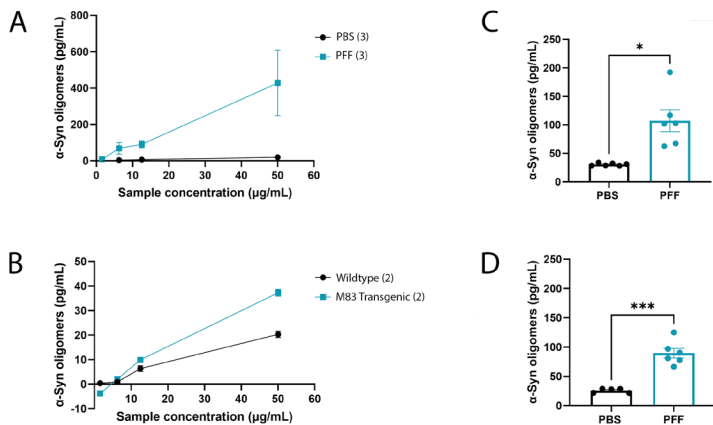 A
α-Syn oligomers (pg/mL)
800
600
400
200
0
0
10
20
30
40
50
60
Sample concentration (μg/mL)
PBS (3)
PFF (3)
B
α-Syn oligomers (pg/mL)
50
40
30
20
10
0
-10
0
10
20
30
40
50
60
Sample concentration (μg/mL)
Wildtype (2)
M83 Transgenic (2)
C
α-Syn oligomers (pg/mL)
250
200
150
100
50
0
*
PBS
PFF
D
α-Syn oligomers (pg/mL)
250
200
150
100
50
0
***
PBS
PFF